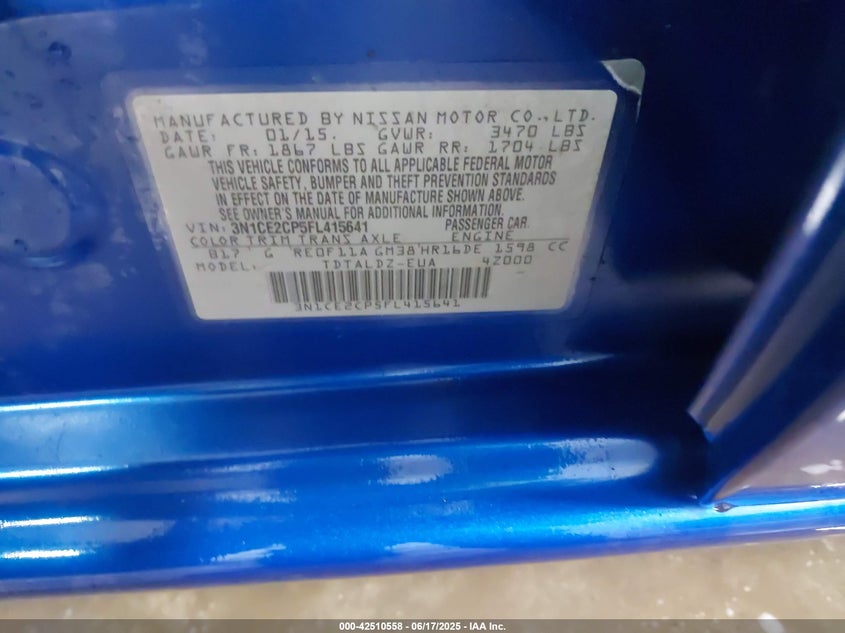 MANUFACTURED BY NISSAN MOTOR CO.,LTD.
DATE: 01/15. GVWR: 3470 LBS
GAWR FR: 1867 LBS GAWR RR: 1704 LBS
THIS VEHICLE CONFORMS TO ALL APPLICABLE FEDERAL MOTOR
VEHICLE SAFETY, BUMPER AND THEFT PREVENTION STANDARDS
IN EFFECT ON THE DATE OF MANUFACTURE SHOWN ABOVE.
SEE OWNER'S MANUAL FOR ADDITIONAL INFORMATION.
VIN: 3N1CE2CP5FL415641 PASSENGER CAR.
COLOR TRIM TRANS AXLE ENGINE
B17 G RE0F11A GM38 HR16DE 1598 CC
MODEL: TDTALDZ-EUA 4Z000
3N1CE2CP5FL415641
000-42510558 - 06/17/2025 - IAA Inc.